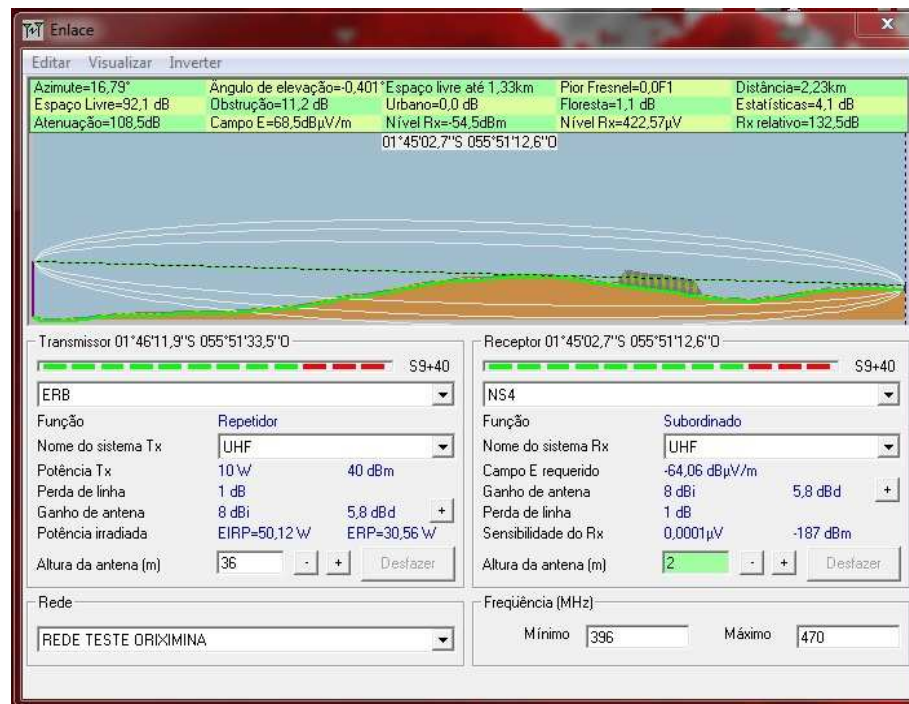 Enlace
x
Editar Visualizar Inverter
Azimute=16,79° Ângulo de elevação=-0,401° Espaço livre até 1,33km Pior Fresnel=0,0F1 Distância=2,23km
Espaço Livre=92,1 dB Obstrução=11,2 dB Urbano=0,0 dB Floresta=1,1 dB Estatísticas=4,1 dB
Atenuação=108,5dB Campo E=68,5dBµV/m Nível Rx=-54,5dBm Nível Rx=422,57µV Rx relativo=132,5dB
01°45'02,7"S 055°51'12,6"O
Transmissor 01°46'11,9"S 055°51'33,5"O
S9+40
ERB
Função Repetidor
Nome do sistema Tx UHF
Potência Tx 10 W 40 dBm
Perda de linha 1 dB
Ganho de antena 8 dBi 5,8 dBd +
Potência irradiada EIRP=50,12 W ERP=30,56 W
Altura da antena (m) 36 - + Desfazer
Receptor 01°45'02,7"S 055°51'12,6"O
S9+40
NS4
Função Subordinado
Nome do sistema Rx UHF
Campo E requerido -64,06 dBµV/m
Ganho de antena 8 dBi 5,8 dBd +
Perda de linha 1 dB
Sensibilidade do Rx 0,0001µV -187 dBm
Altura da antena (m) 2 - + Desfazer
Rede
REDE TESTE ORIXIMINA
Freqüência (MHz)
Mínimo 396 Máximo 470